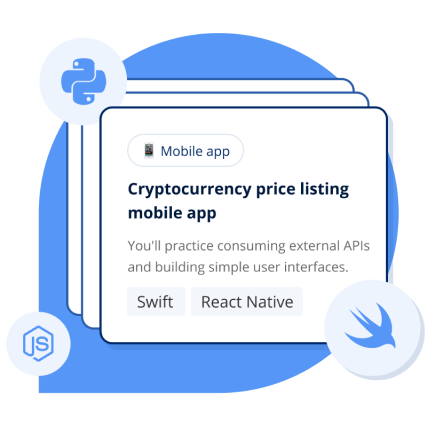 Mobile app
Cryptocurrency price listing
mobile app
You'll practice consuming external APIs
and building simple user interfaces.
Swift
React Native
JS